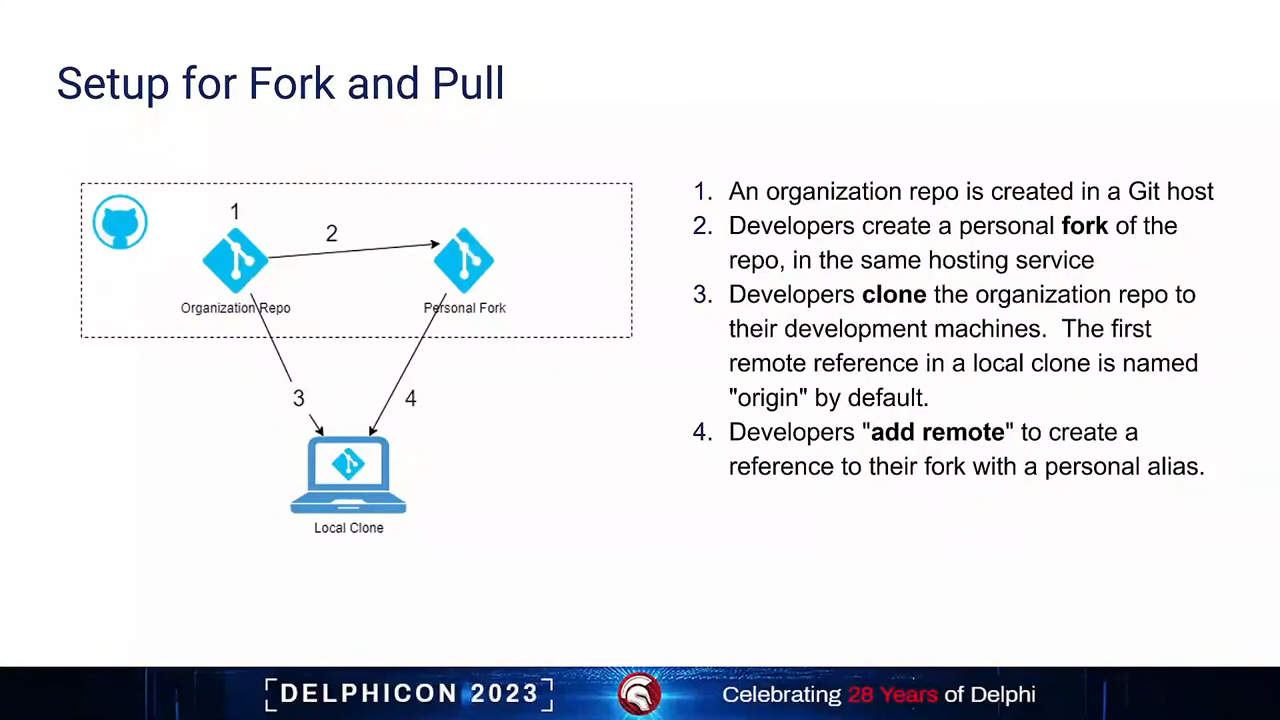 Setup for Fork and Pull
1
2
Organization Repo
Personal Fork
3
4
Local Clone
1. An organization repo is created in a Git host
2. Developers create a personal fork of the
repo, in the same hosting service
3. Developers clone the organization repo to
their development machines.  The first
remote reference in a local clone is named
"origin" by default.
4. Developers "add remote" to create a
reference to their fork with a personal alias.
[DELPHICON 2023]
Celebrating 28 Years of Delphi